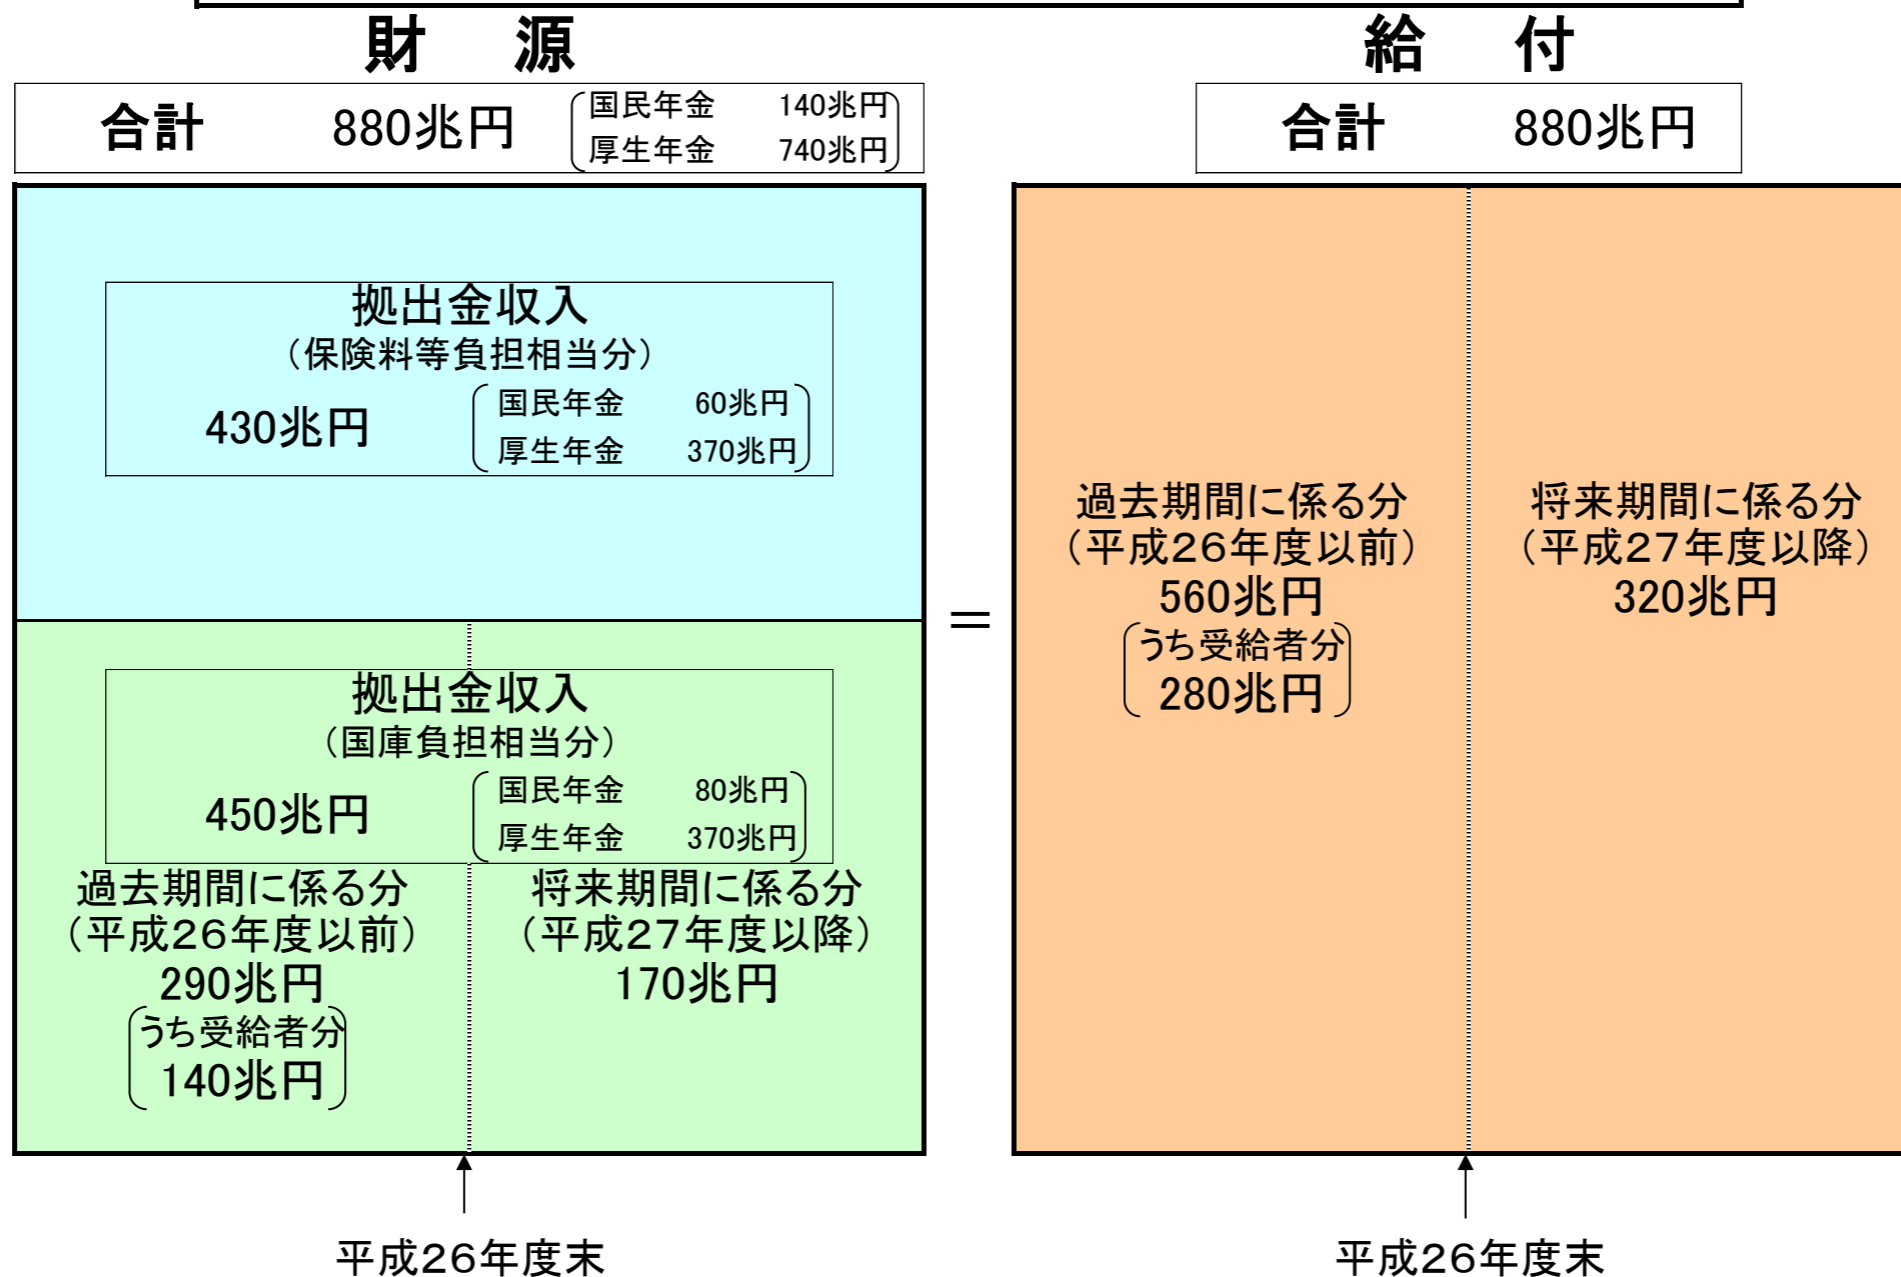 財　源
合計　880兆円
国民年金　140兆円
厚生年金　740兆円
拠出金収入
（保険料等負担相当分）
430兆円
国民年金　60兆円
厚生年金　370兆円
拠出金収入
（国庫負担相当分）
450兆円
国民年金　80兆円
厚生年金　370兆円
過去期間に係る分
（平成２６年度以前）
290兆円
うち受給者分
140兆円
将来期間に係る分
（平成２７年度以降）
170兆円
平成２６年度末
＝
給　付
合計　880兆円
過去期間に係る分
（平成２６年度以前）
560兆円
うち受給者分
280兆円
将来期間に係る分
（平成２７年度以降）
320兆円
平成２６年度末